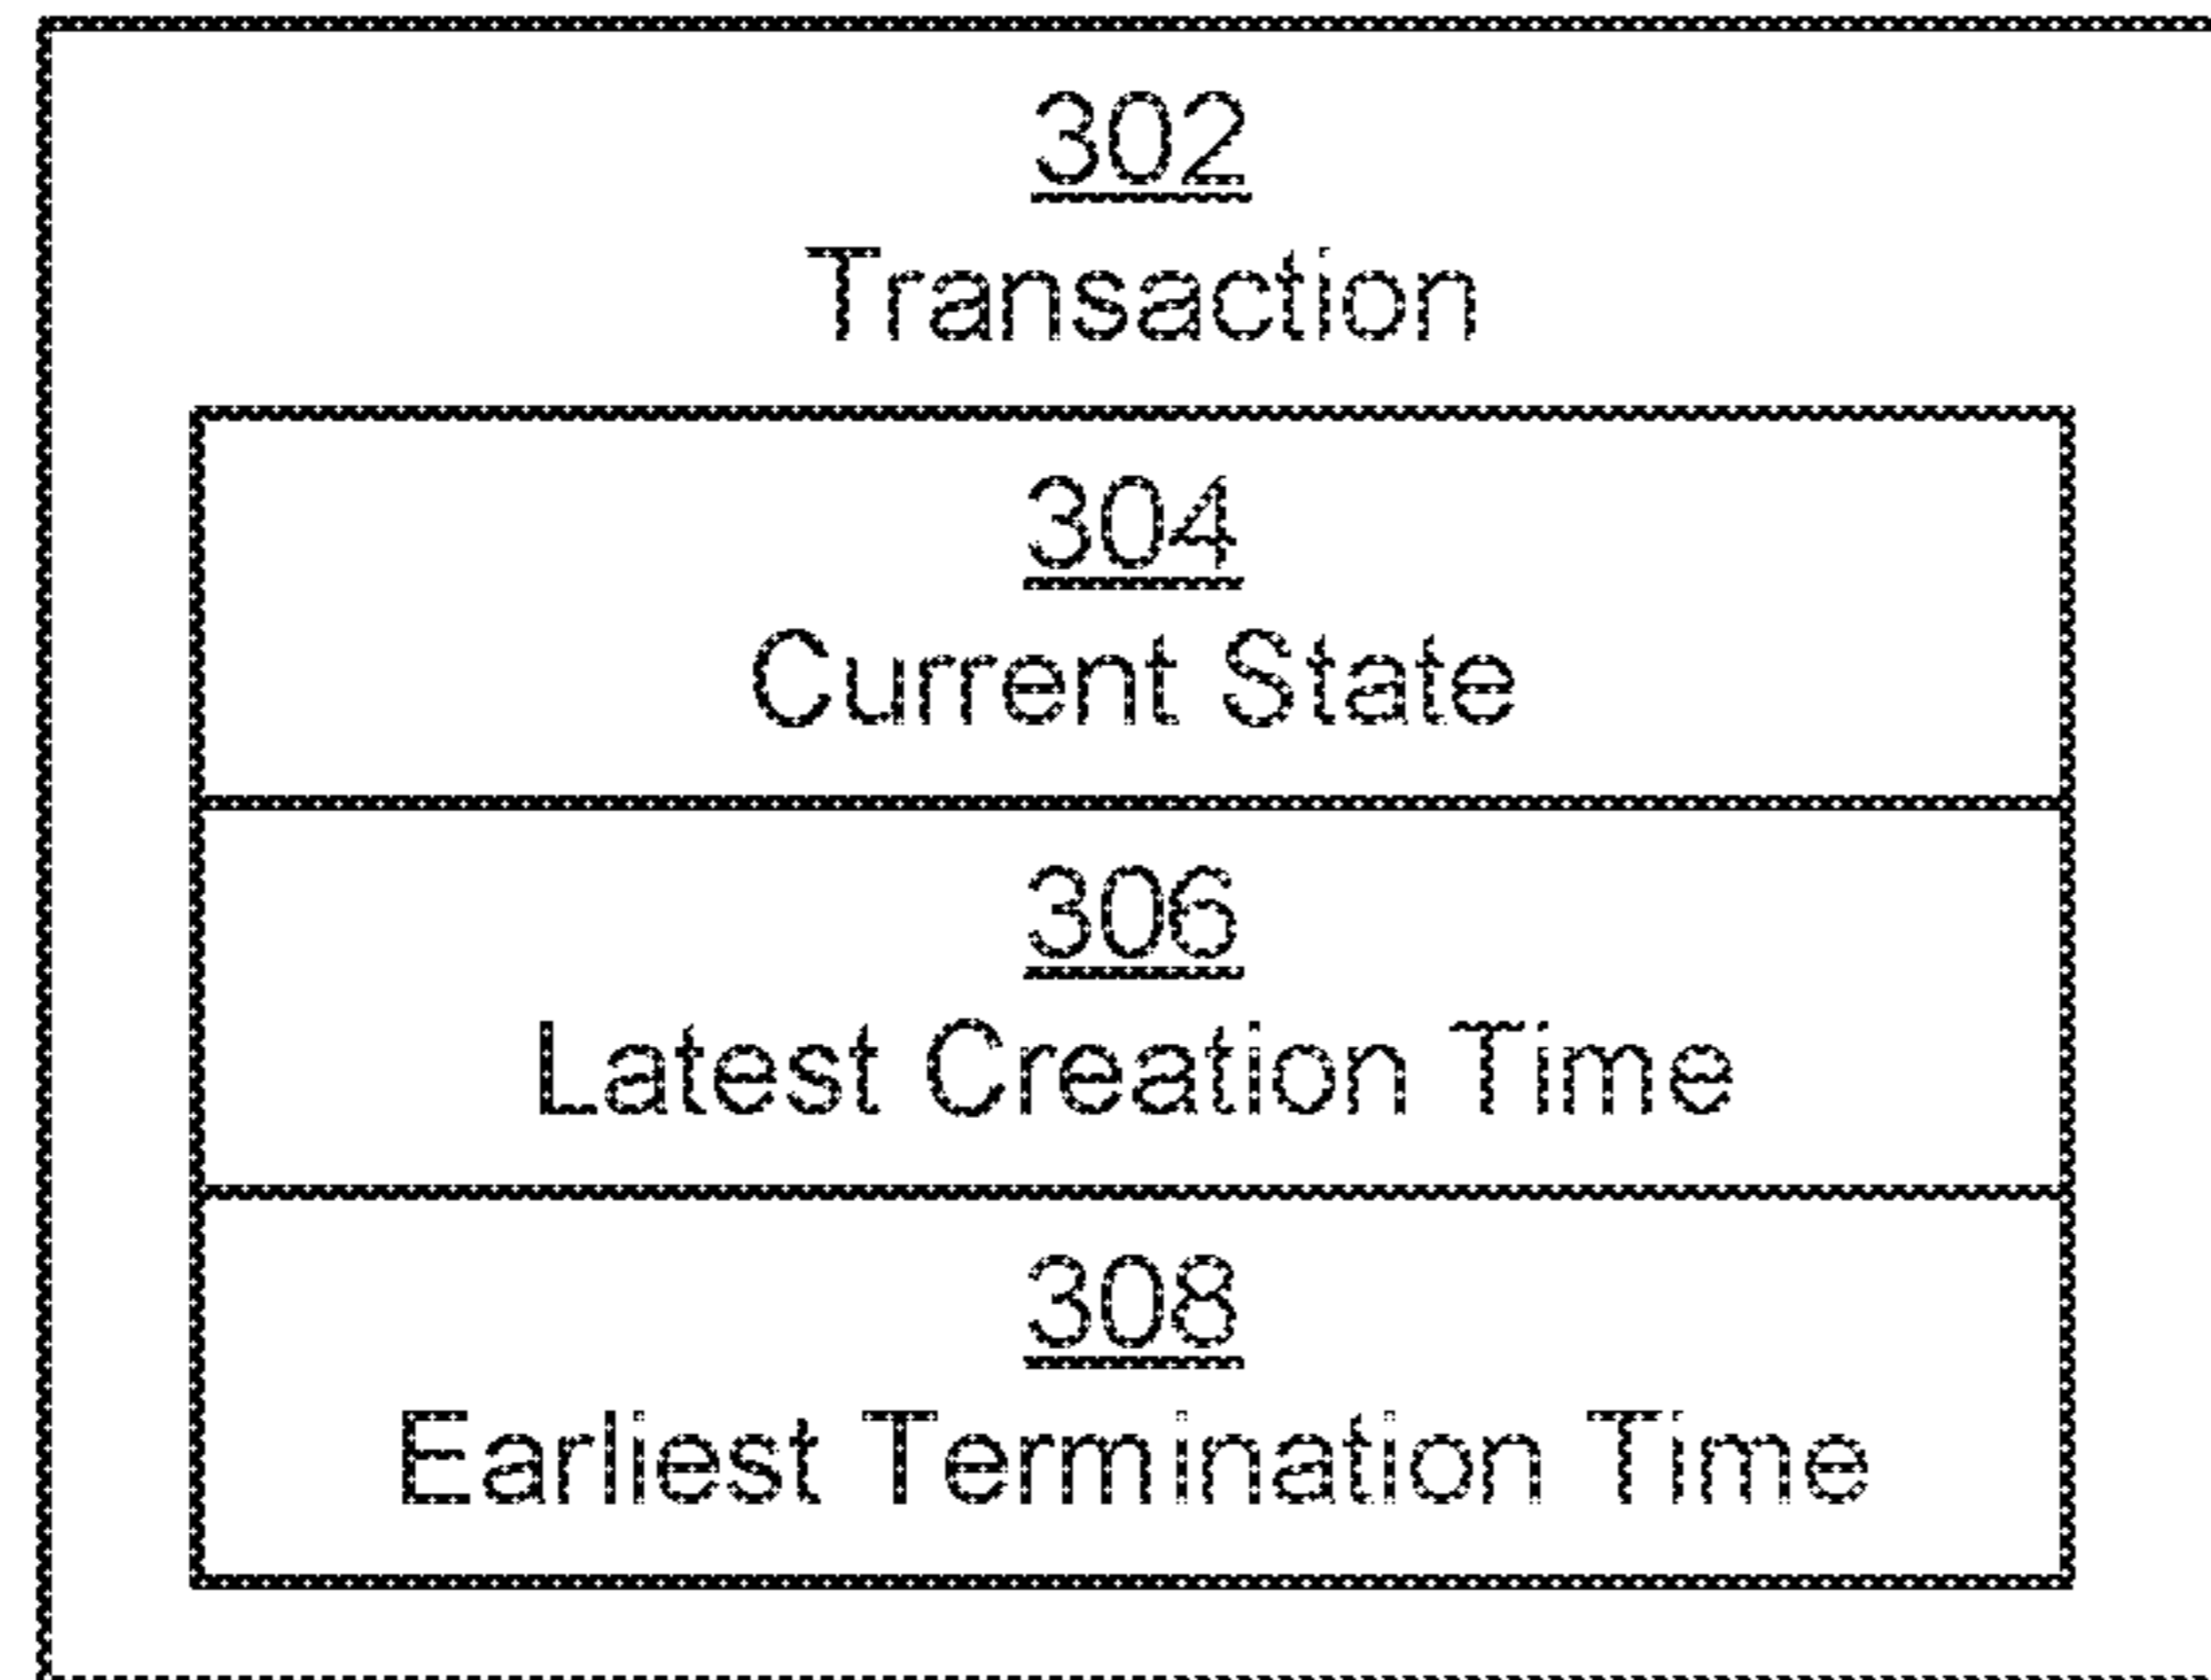 302
Transaction
304
Current State
306
Latest Creation Time
308
Earliest Termination Time